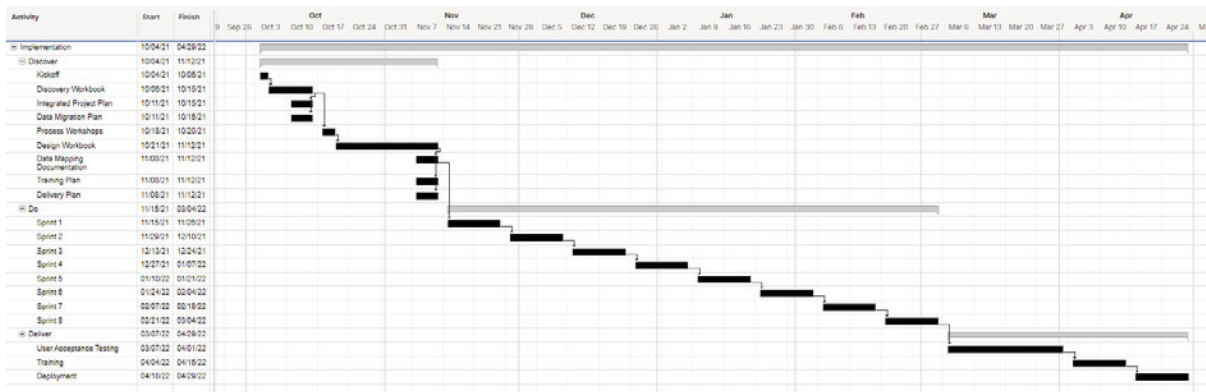 Activity Start Finish
Oct Nov Dec Jan Feb Mar Apr
9 Sep 26 Oct 3 Oct 10 Oct 17 Oct 24 Oct 31 Nov 7 Nov 14 Nov 21 Nov 28 Dec 5 Dec 12 Dec 19 Dec 26 Jan 2 Jan 9 Jan 16 Jan 23 Jan 30 Feb 6 Feb 13 Feb 20 Feb 27 Mar 6 Mar 13 Mar 20 Mar 27 Apr 3 Apr 10 Apr 17 Apr 24 M
Implementation 10/04/21 04/29/22
Discover 10/04/21 11/12/21
Kickoff 10/04/21
Discovery Workbook 10/15/21
Integrated Project Plan 10/11/21 10/15/21
Data Migration Plan 10/11/21 10/15/21
Process Workshops 10/18/21 10/20/21
Design Workbook 10/21/21 11/12/21
Data Mapping
Documentation 11/08/21 11/12/21
Training Plan 11/08/21 11/12/21
Delivery Plan 11/08/21 11/12/21
Do 11/15/21 03/04/22
Sprint 1 11/15/21 11/26/21
Sprint 2 11/29/21 12/10/21
Sprint 3 12/13/21 12/24/21
Sprint 4 12/27/21 01/07/22
Sprint 5 01/10/22 01/21/22
Sprint 6 01/24/22 02/04/22
Sprint 7 02/07/22 02/18/22
Sprint 8 02/21/22 03/04/22
Deliver 03/07/22 04/29/22
User Acceptance Testing 03/07/22 04/01/22
Training 04/04/22 04/15/22
Deployment 04/18/22 04/29/22